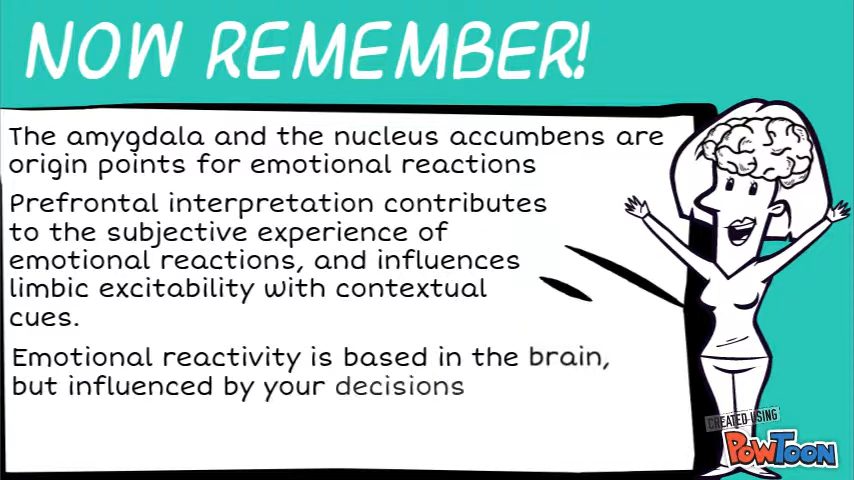 NOW REMEMBER!
The amygdala and the nucleus accumbens are
origin points for emotional reactions
Prefrontal interpretation contributes
to the subjective experience of
emotional reactions, and influences
limbic excitability with contextual
cues.
Emotional reactivity is based in the brain,
but influenced by your decisions
CREATED USING
POWTOON